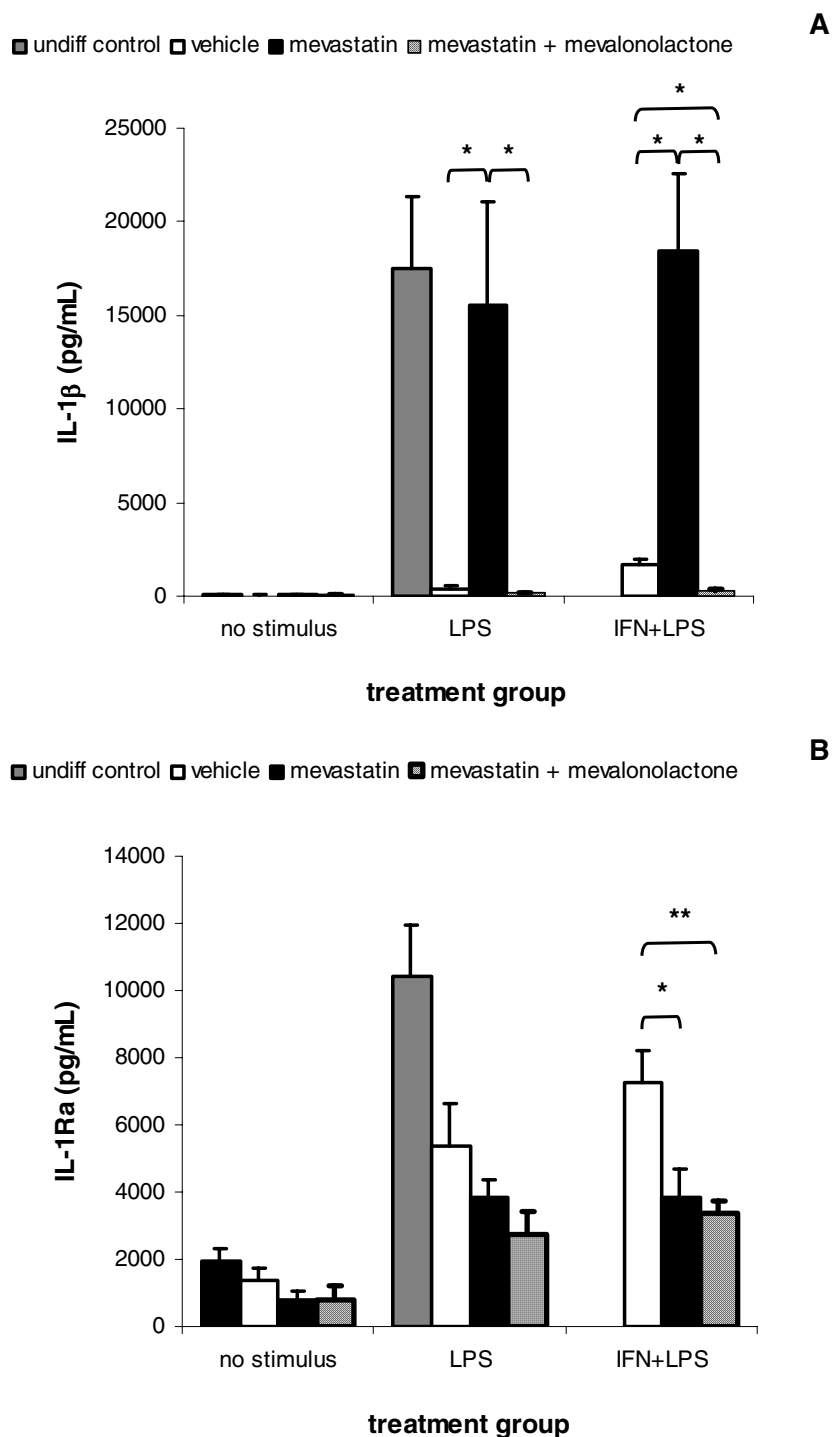 A
undiff control vehicle mevastatin mevastatin + mevalonolactone
*
* * * *
25000
20000
15000
10000
5000
0
IL-1β (pg/mL)
no stimulus LPS IFN+LPS
treatment group
B
undiff control vehicle mevastatin mevastatin + mevalonolactone
14000
12000
10000
8000
6000
4000
2000
0
**
*
IL-1Ra (pg/mL)
no stimulus LPS IFN+LPS
treatment group